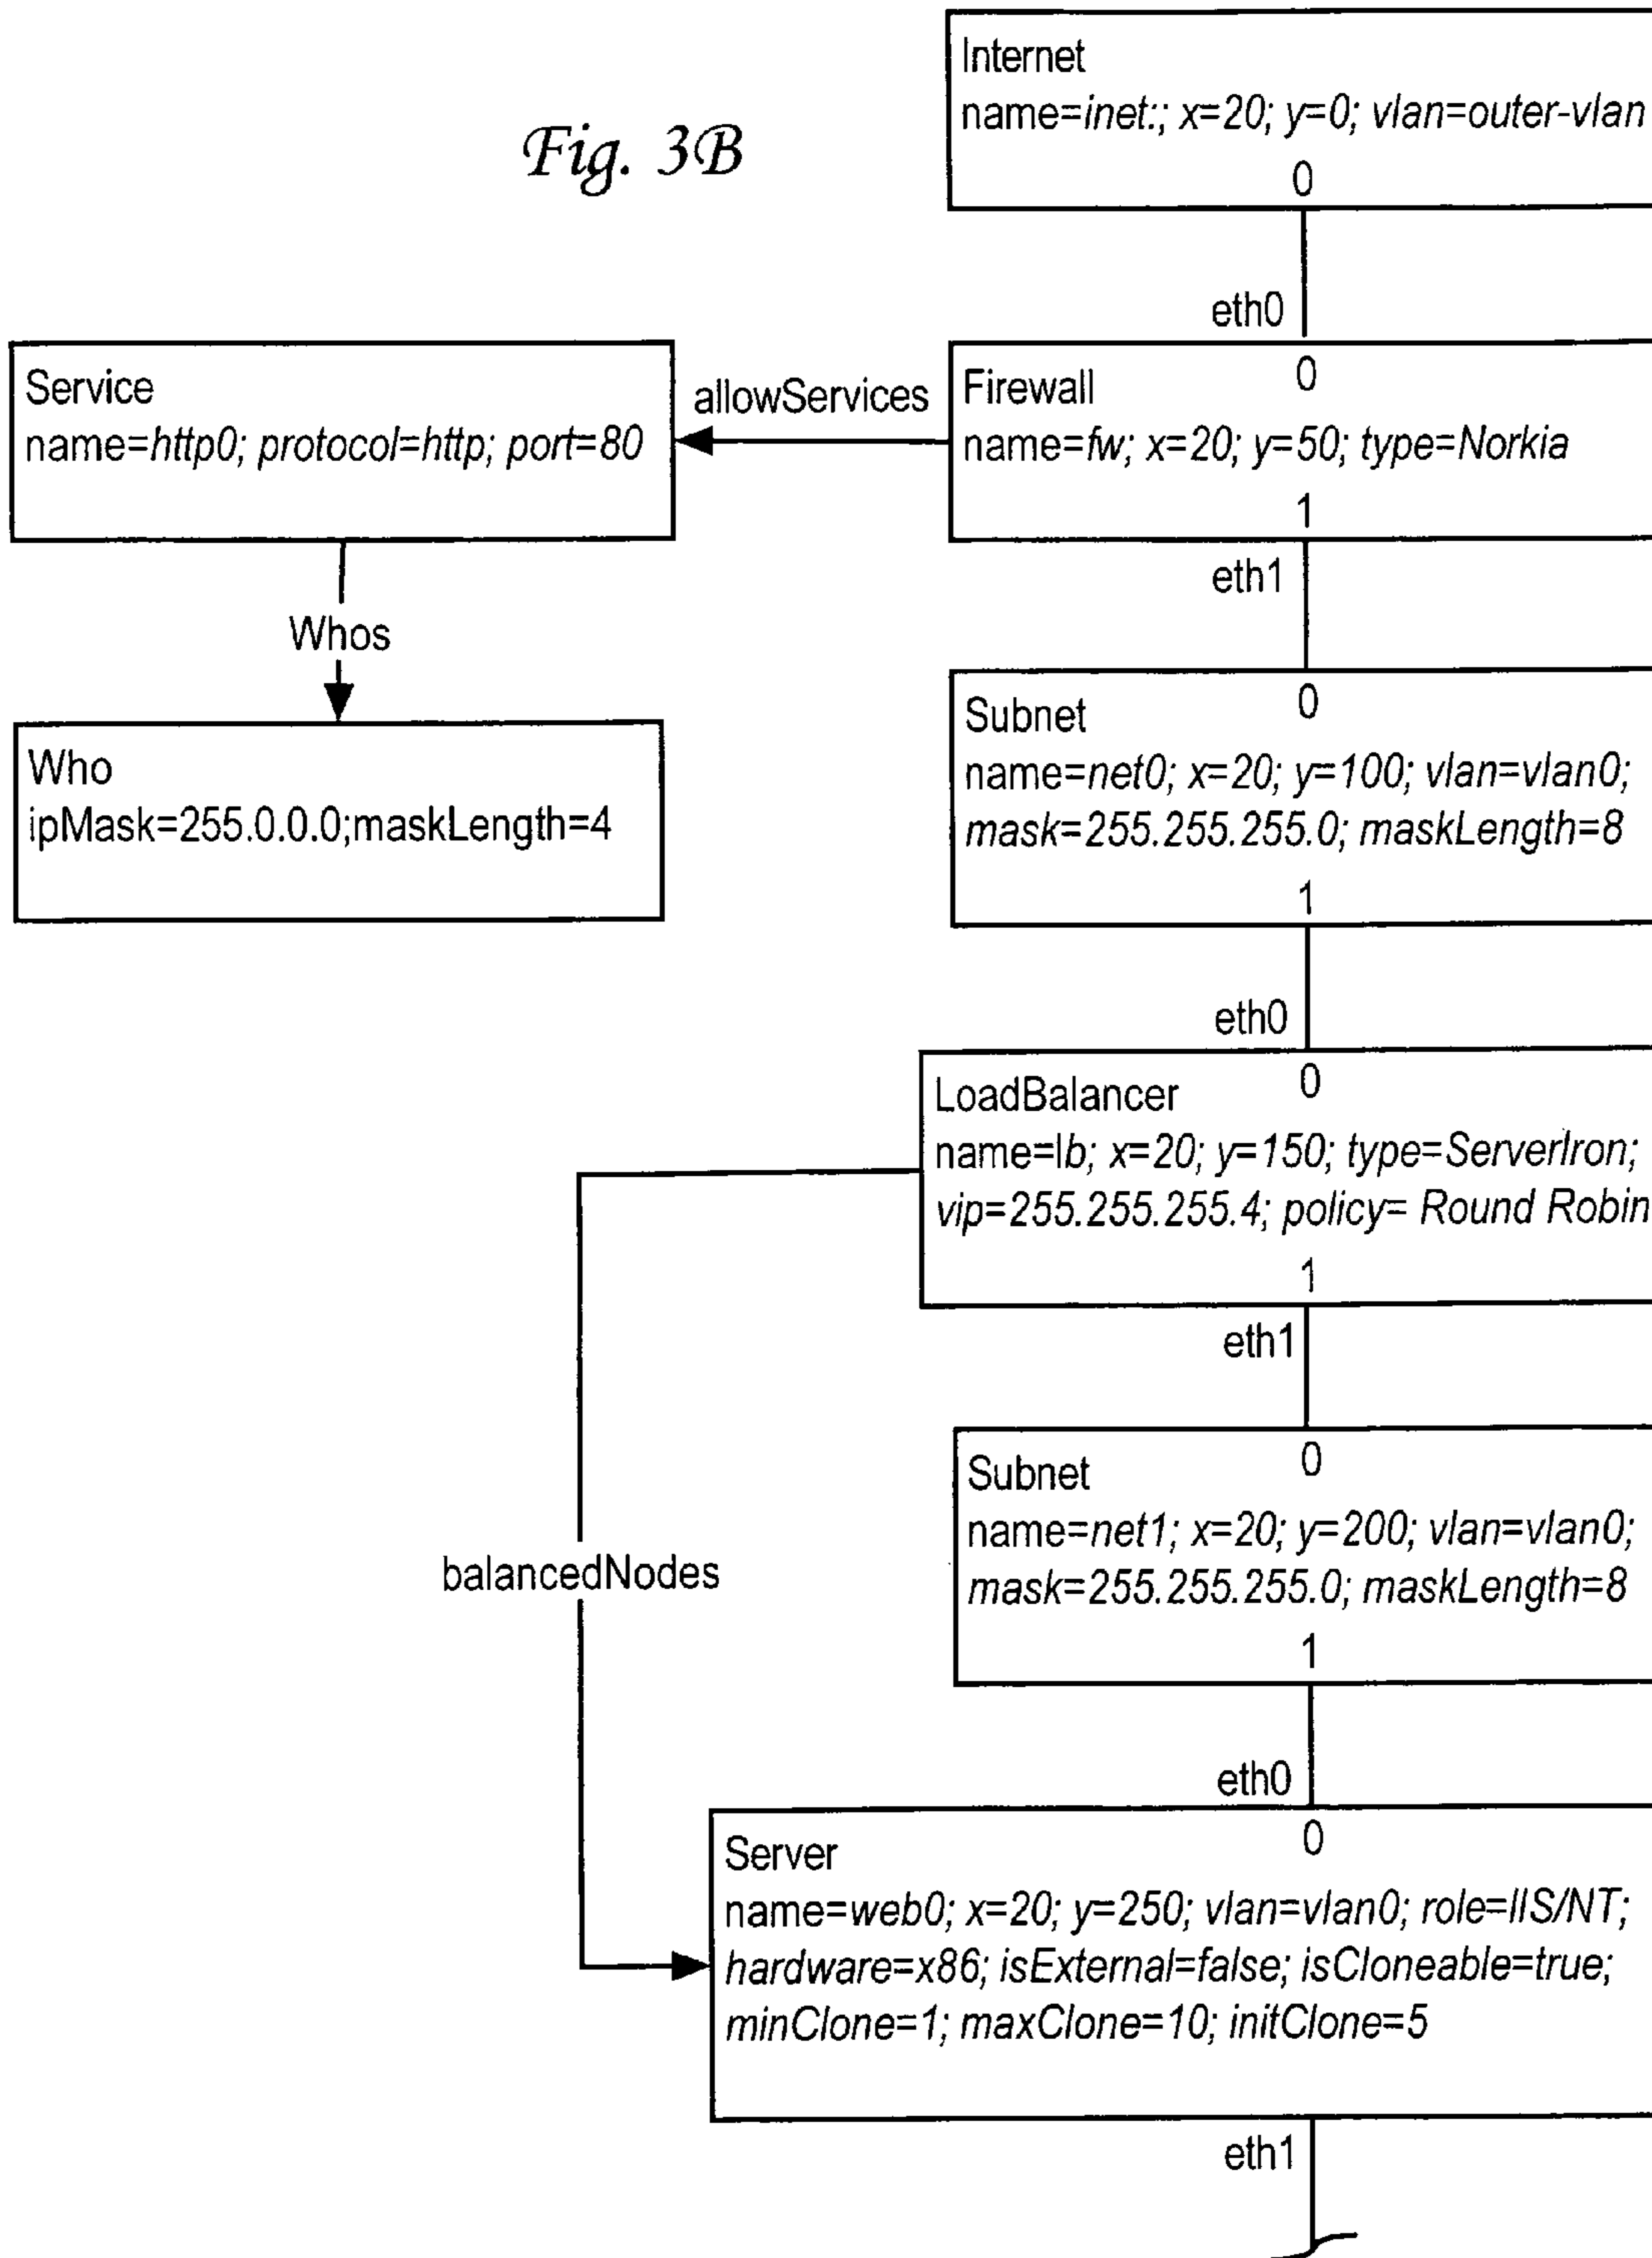 Fig. 3B
Internet
name=inet:; x=20; y=0; vlan=outer-vlan
0
eth0
Service
name=http0; protocol=http; port=80
allowServices
0
Firewall
name=fw; x=20; y=50; type=Norkia
1
eth1
Whos
Who
ipMask=255.0.0.0;maskLength=4
0
Subnet
name=net0; x=20; y=100; vlan=vlan0;
mask=255.255.255.0; maskLength=8
1
eth0
0
LoadBalancer
name=lb; x=20; y=150; type=ServerIron;
vip=255.255.255.4; policy= Round Robin
1
eth1
0
Subnet
name=net1; x=20; y=200; vlan=vlan0;
mask=255.255.255.0; maskLength=8
1
balancedNodes
eth0
0
Server
name=web0; x=20; y=250; vlan=vlan0; role=IIS/NT;
hardware=x86; isExternal=false; isCloneable=true;
minClone=1; maxClone=10; initClone=5
eth1